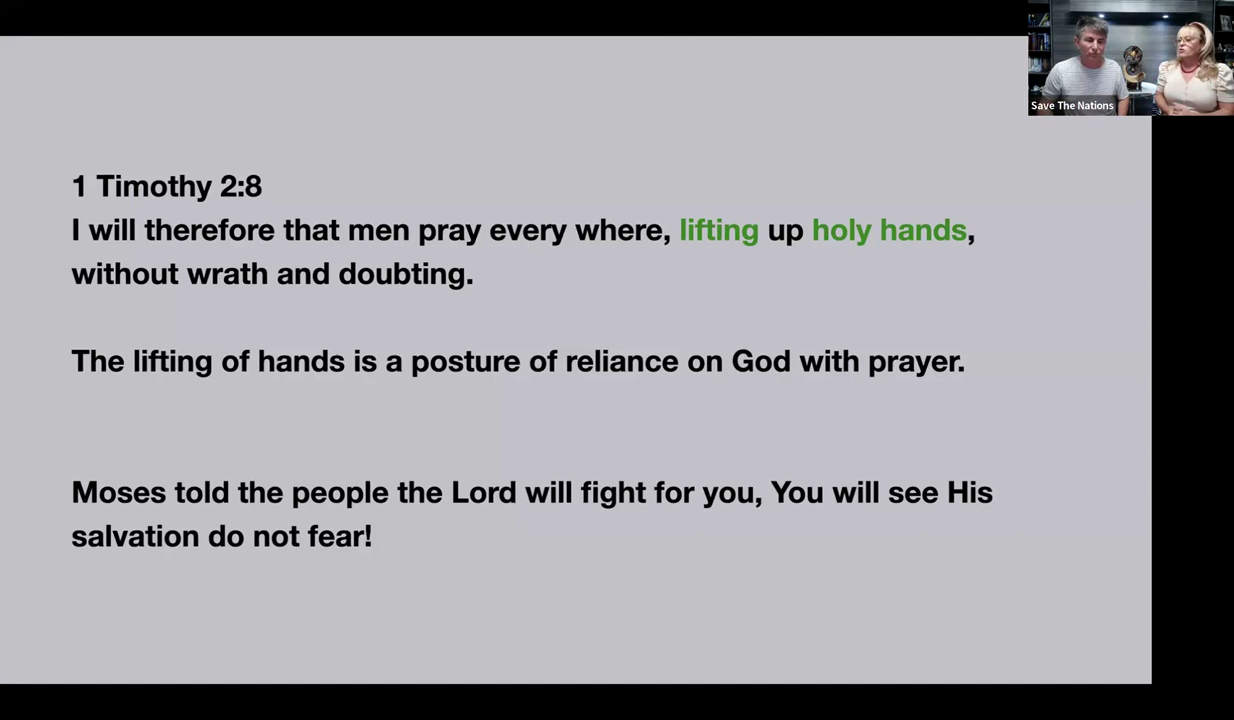 Save The Nations
1 Timothy 2:8
I will therefore that men pray every where, lifting up holy hands,
without wrath and doubting.
The lifting of hands is a posture of reliance on God with prayer.
Moses told the people the Lord will fight for you, You will see His
salvation do not fear!